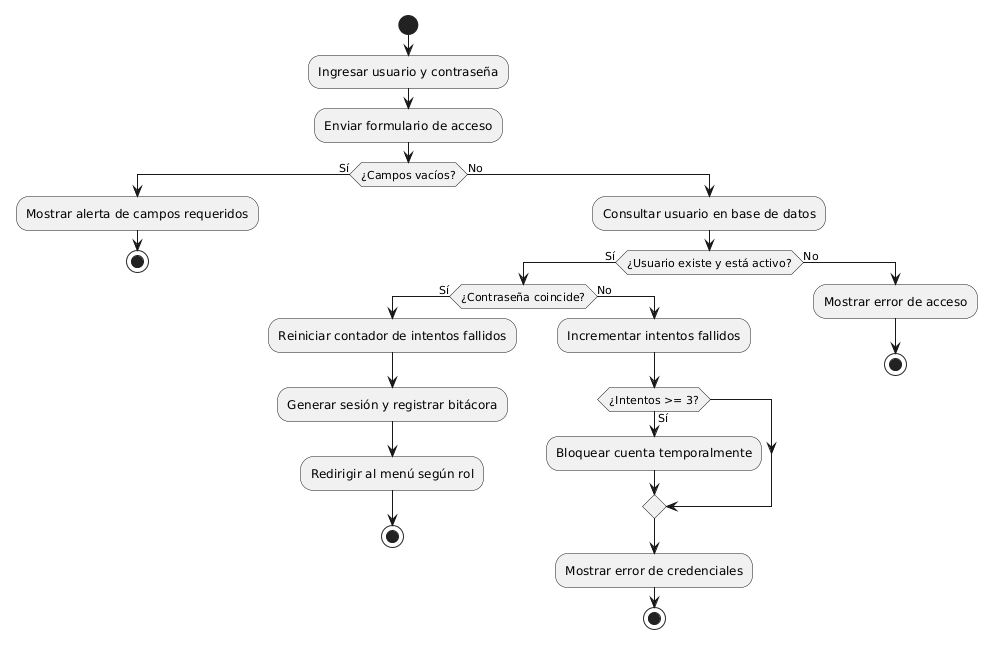 Ingresar usuario y contraseña
Enviar formulario de acceso
Sí
¿Campos vacíos?
No
Mostrar alerta de campos requeridos
Consultar usuario en base de datos
Sí
¿Usuario existe y está activo?
No
Sí
¿Contraseña coincide?
No
Mostrar error de acceso
Reiniciar contador de intentos fallidos
Incrementar intentos fallidos
Generar sesión y registrar bitácora
¿Intentos >= 3?
Sí
Bloquear cuenta temporalmente
Redirigir al menú según rol
Mostrar error de credenciales